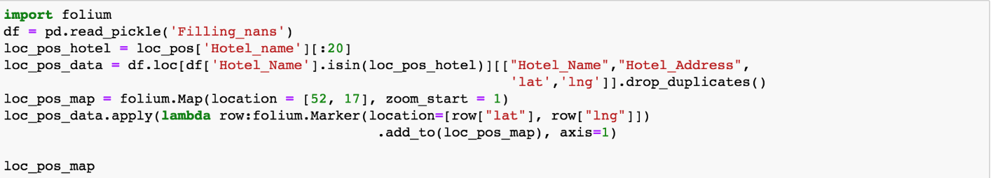 import folium
df = pd.read_pickle('Filling_nans')
loc_pos_hotel = loc_pos['Hotel_name'][:20]
loc_pos_data = df.loc[df['Hotel_Name'].isin(loc_pos_hotel)][["Hotel_Name","Hotel_Address",
'lat','lng']].drop_duplicates()
loc_pos_map = folium.Map(location = [52, 17], zoom_start = 1)
loc_pos_data.apply(lambda row:folium.Marker(location=[row["lat"], row["lng"]])
.add_to(loc_pos_map), axis=1)
loc_pos_map